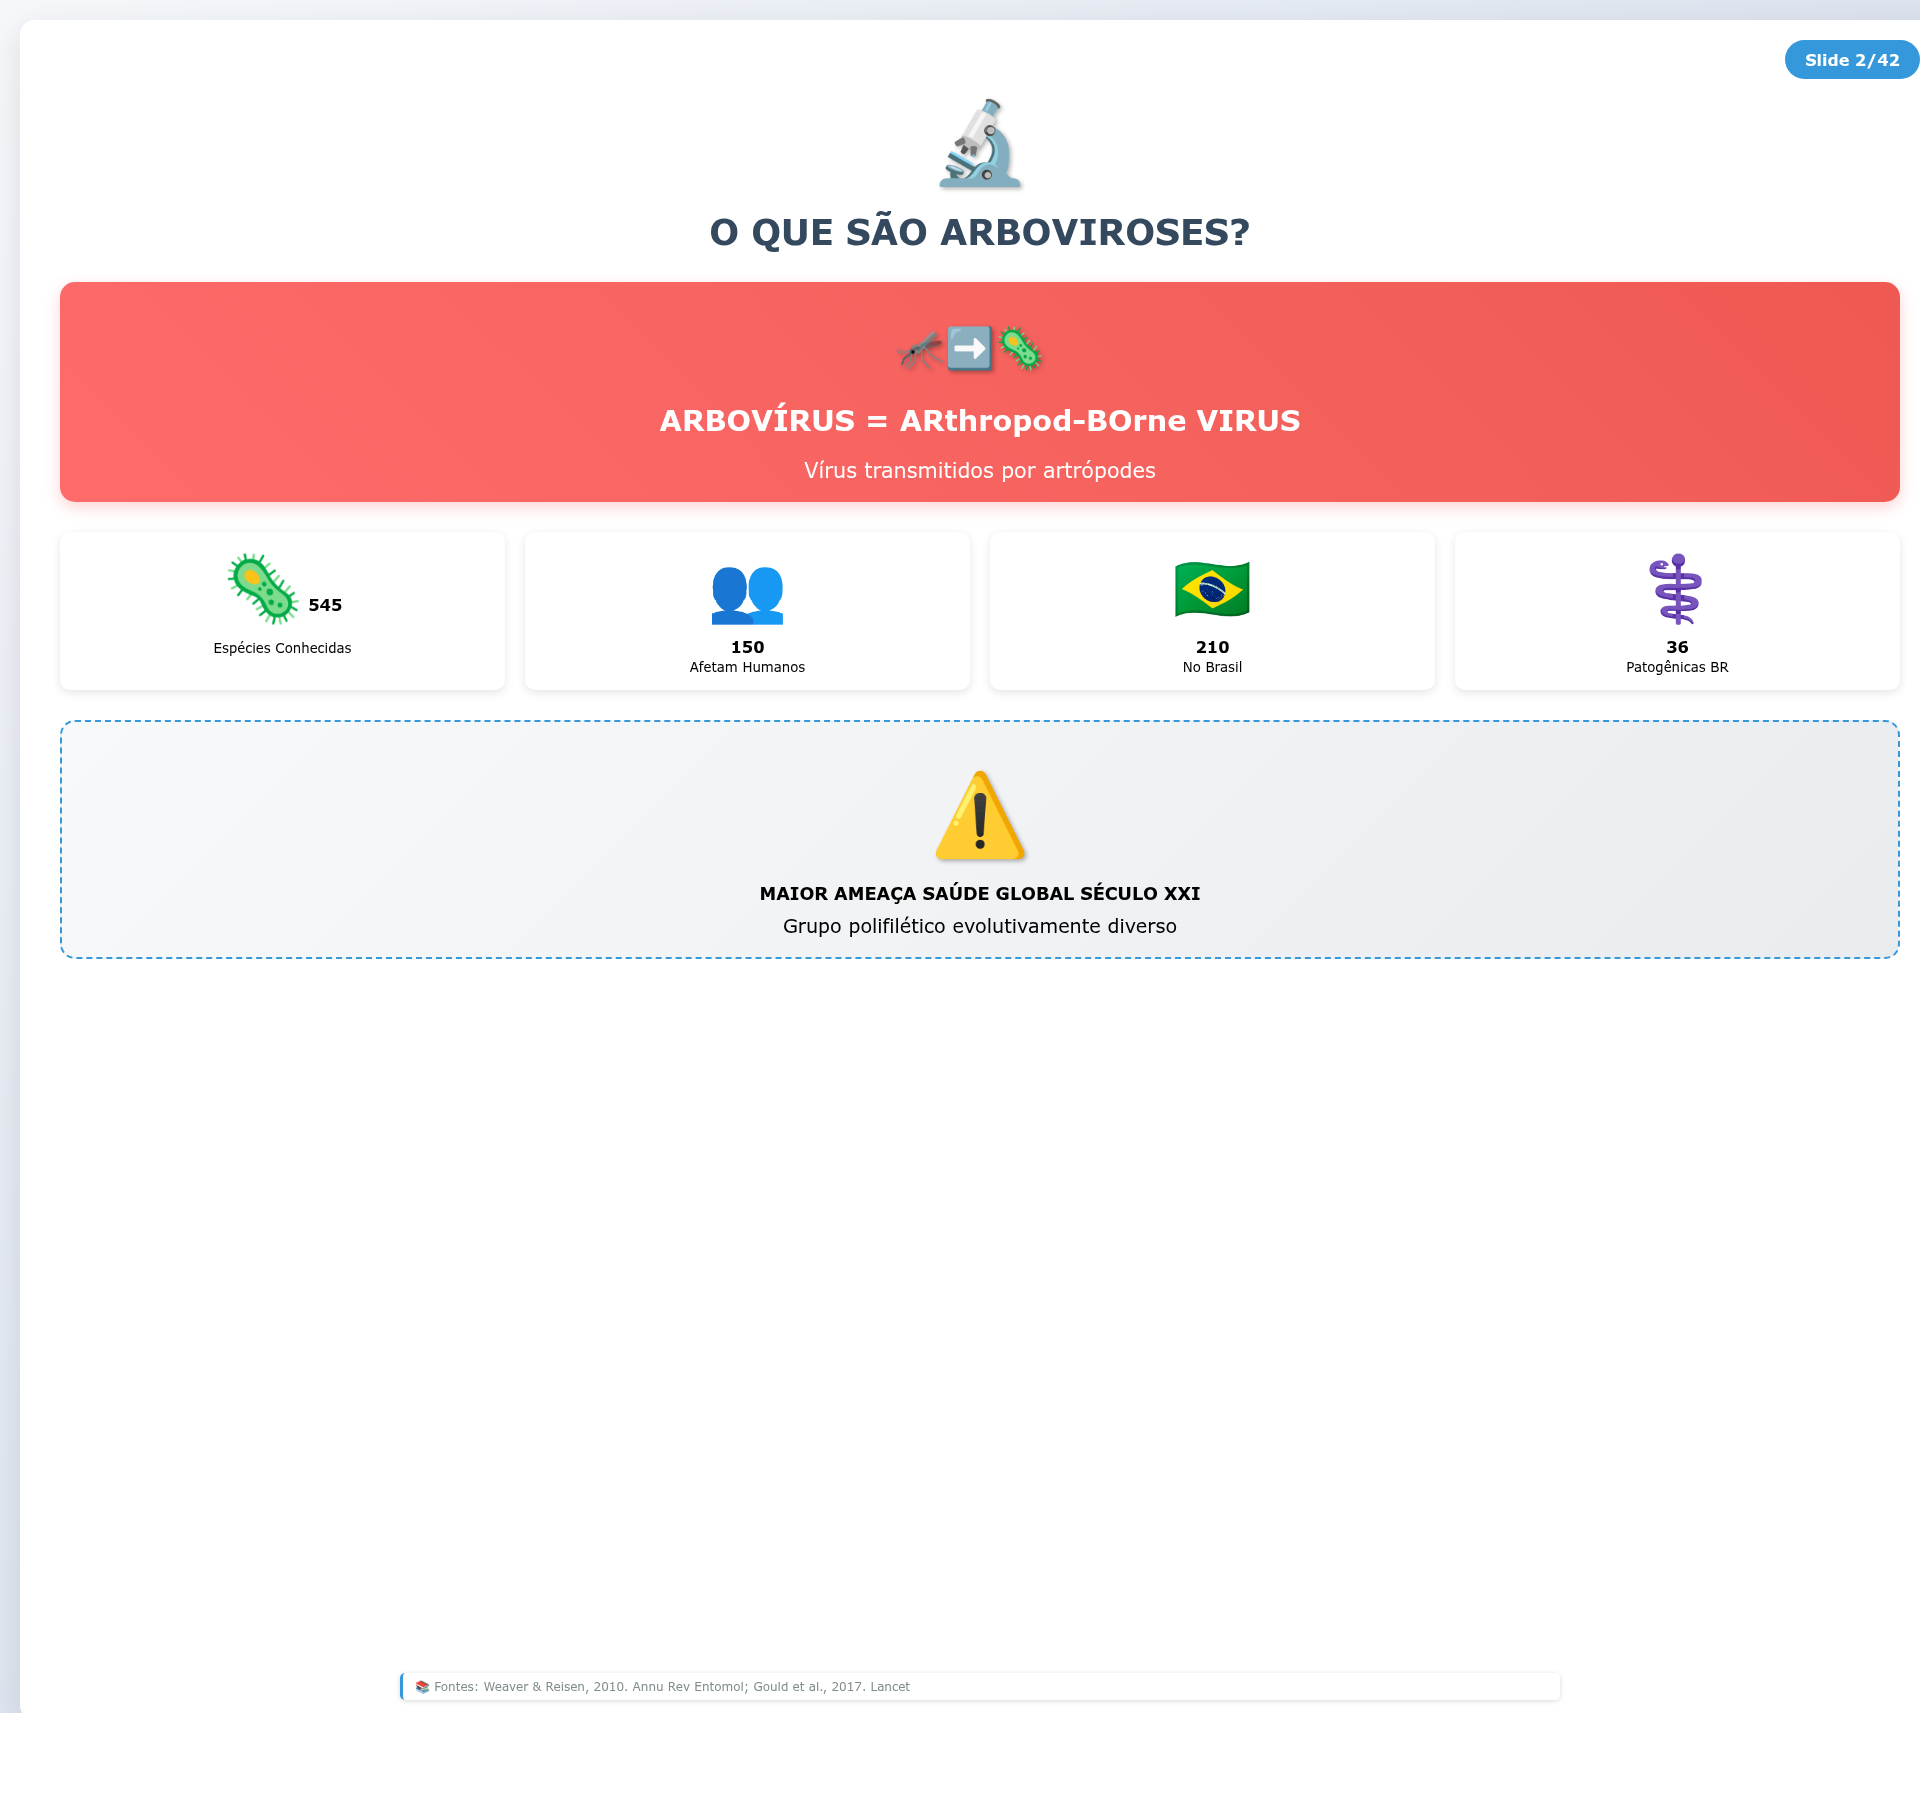 Slide 2/42
O QUE SÃO ARBOVIROSES?
ARBOVÍRUS = ARthropod-BOrne VIRUS
Vírus transmitidos por artrópodes
545
Espécies Conhecidas
150
Afetam Humanos
210
No Brasil
36
Patogênicas BR
MAIOR AMEAÇA SAÚDE GLOBAL SÉCULO XXI
Grupo polifilético evolutivamente diverso
Fontes: Weaver & Reisen, 2010. Annu Rev Entomol; Gould et al., 2017. Lancet